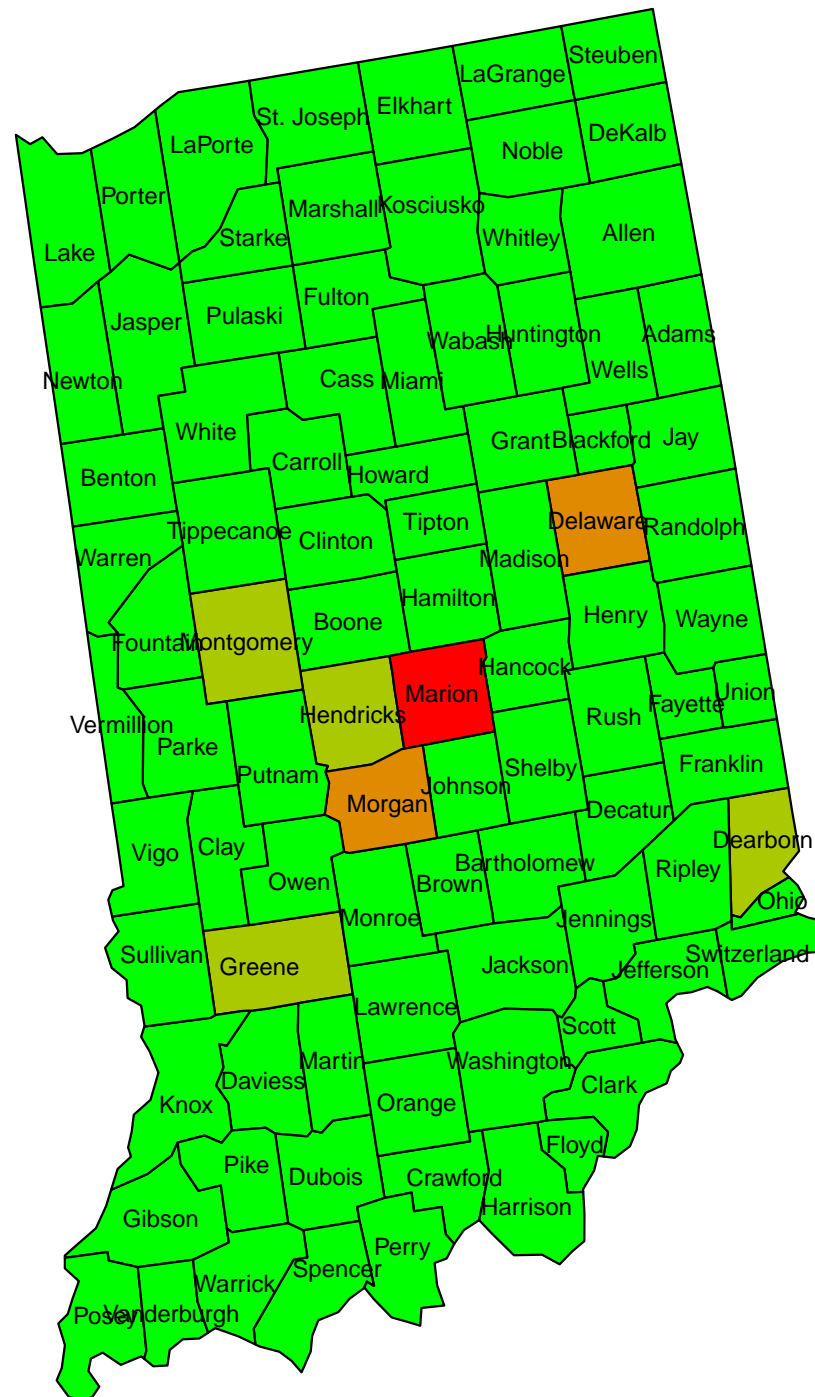 Steuben
LaGrange
Elkhart
St. Joseph
DeKalb
LaPorte
Noble
Porter
Marshall
Kosciusko
Allen
Starke
Whitley
Lake
Fulton
Jasper
Pulaski
Wabash
Huntington
Adams
Wells
Newton
Cass
Miami
White
Grant
Blackford
Jay
Carroll
Howard
Benton
Tipton
Delaware
Randolph
Tippecanoe
Clinton
Warren
Madison
Hamilton
Henry
Wayne
Boone
Fountain
Montgomery
Hancock
Marion
Union
Fayette
Hendricks
Rush
Vermillion
Parke
Putnam
Shelby
Franklin
Johnson
Morgan
Decatur
Dearborn
Clay
Vigo
Bartholomew
Ripley
Owen
Brown
Ohio
Monroe
Jennings
Sullivan
Greene
Jackson
Jefferson
Switzerland
Lawrence
Scott
Martin
Washington
Daviess
Clark
Knox
Orange
Floyd
Pike
Dubois
Crawford
Harrison
Gibson
Perry
Spencer
Warrick
Posey
Vanderburgh